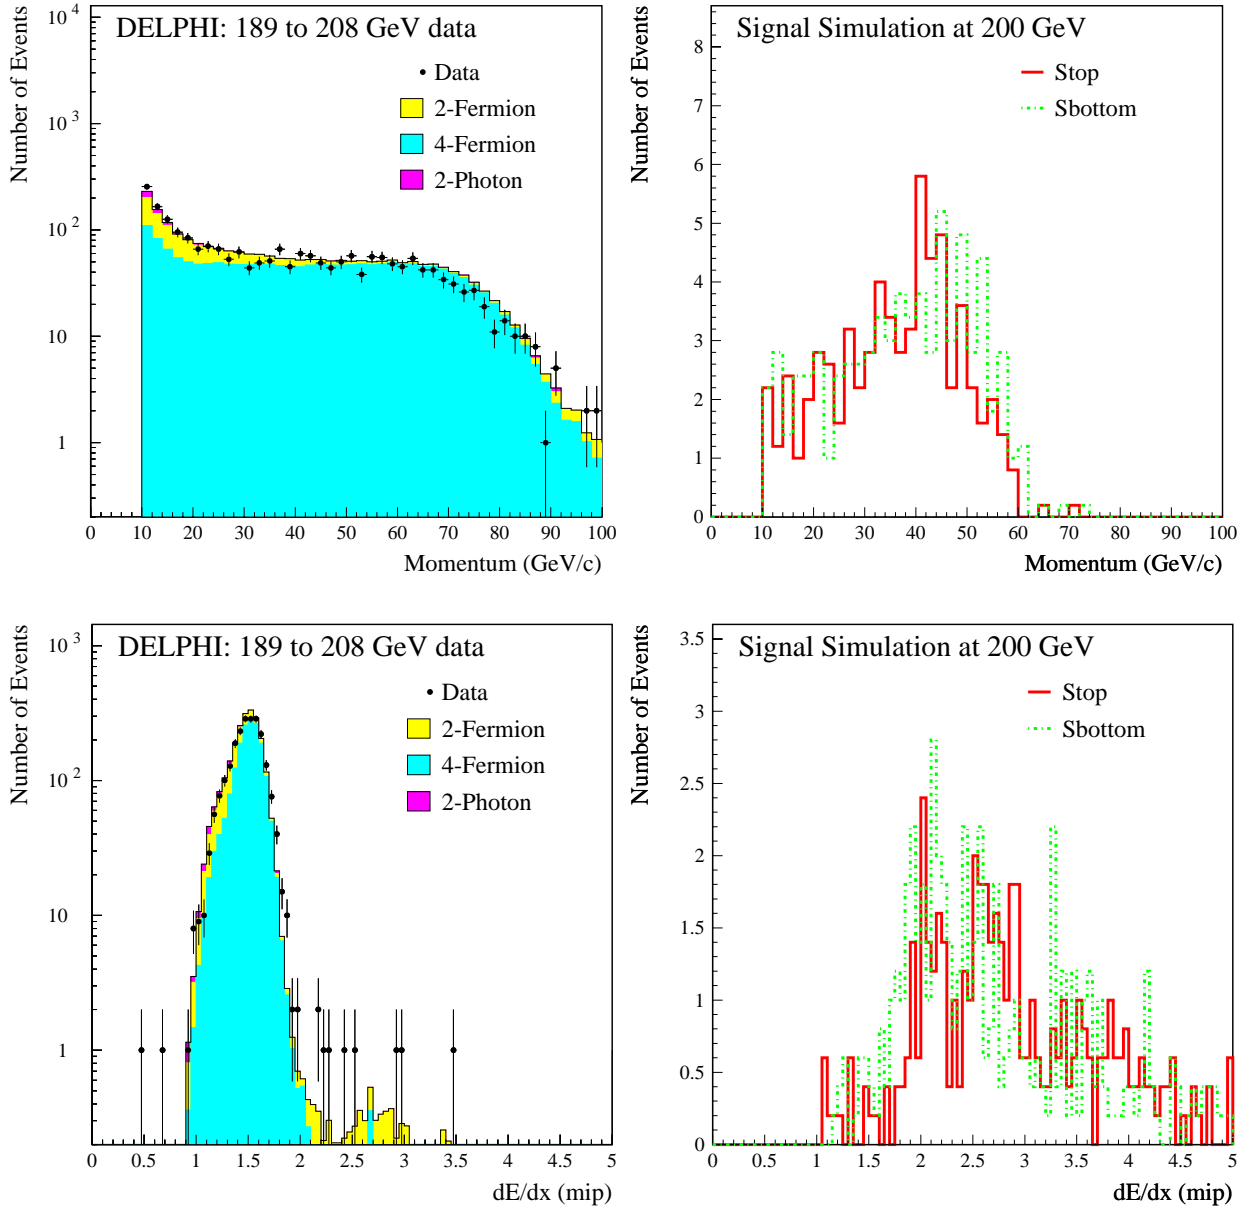 DELPHI: 189 to 208 GeV data
Number of Events
Data
2-Fermion
4-Fermion
2-Photon
10⁴
10³
10²
10
1
0 10 20 30 40 50 60 70 80 90 100
Momentum (GeV/c)
Signal Simulation at 200 GeV
Number of Events
Stop
Sbottom
8
7
6
5
4
3
2
1
0
0 10 20 30 40 50 60 70 80 90 100
Momentum (GeV/c)
DELPHI: 189 to 208 GeV data
Number of Events
Data
2-Fermion
4-Fermion
2-Photon
10³
10²
10
1
0 0.5 1 1.5 2 2.5 3 3.5 4 4.5 5
dE/dx (mip)
Signal Simulation at 200 GeV
Number of Events
Stop
Sbottom
3.5
3
2.5
2
1.5
1
0.5
0
0 0.5 1 1.5 2 2.5 3 3.5 4 4.5 5
dE/dx (mip)